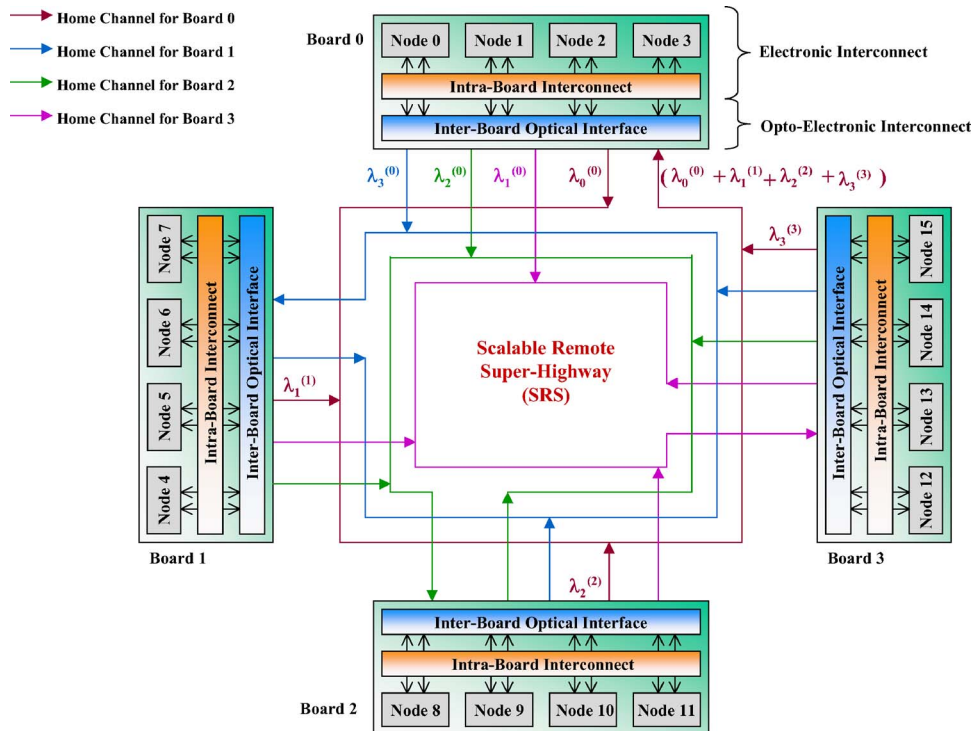 Home Channel for Board 0
Home Channel for Board 1
Home Channel for Board 2
Home Channel for Board 3
Board 0
Node 0
Node 1
Node 2
Node 3
Intra-Board Interconnect
Inter-Board Optical Interface
Electronic Interconnect
Opto-Electronic Interconnect
λ₃⁽⁰⁾
λ₂⁽⁰⁾
λ₁⁽⁰⁾
λ₀⁽⁰⁾
(λ₀⁽⁰⁾ + λ₁⁽¹⁾ + λ₂⁽²⁾ + λ₃⁽³⁾)
Node 7
Node 6
Node 5
Node 4
Intra-Board Interconnect
Inter-Board Optical Interface
Board 1
λ₁⁽¹⁾
Scalable Remote
Super-Highway
(SRS)
λ₃⁽³⁾
Inter-Board Optical Interface
Intra-Board Interconnect
Node 15
Node 14
Node 13
Node 12
Board 3
λ₂⁽²⁾
Inter-Board Optical Interface
Intra-Board Interconnect
Board 2
Node 8
Node 9
Node 10
Node 11